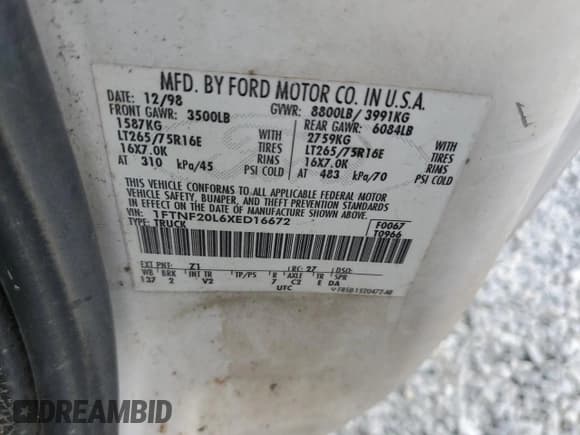 MFD. BY FORD MOTOR CO. IN U.S.A.
DATE: 12/98 GVWR: 8800LB/ 3991KG
FRONT GAWR: 3500LB REAR GAWR: 6084LB
1587KG WITH 2759KG WITH
LT265/75R16E TIRES LT265/75R16E TIRES
16X7.0K RIMS 16X7.0K RIMS
AT 310 kPa/45 PSI COLD AT 483 kPa/70 PSI COLD
THIS VEHICLE CONFORMS TO ALL APPLICABLE FEDERAL MOTOR
VEHICLE SAFETY, BUMPER, AND THEFT PREVENTION STANDARDS
IN EFFECT ON THE DATE OF MANUFACTURE SHOWN ABOVE.
1FTNF20L6XED16672 F0067
TYPE: TRUCK T0966
EXT PNT: Z1 RC: 27 DSO:
WB BRK INT TR TP/PS R AXLE TR SPR
137 2 V2 7 C2 E DA
UTC
DREAMBID